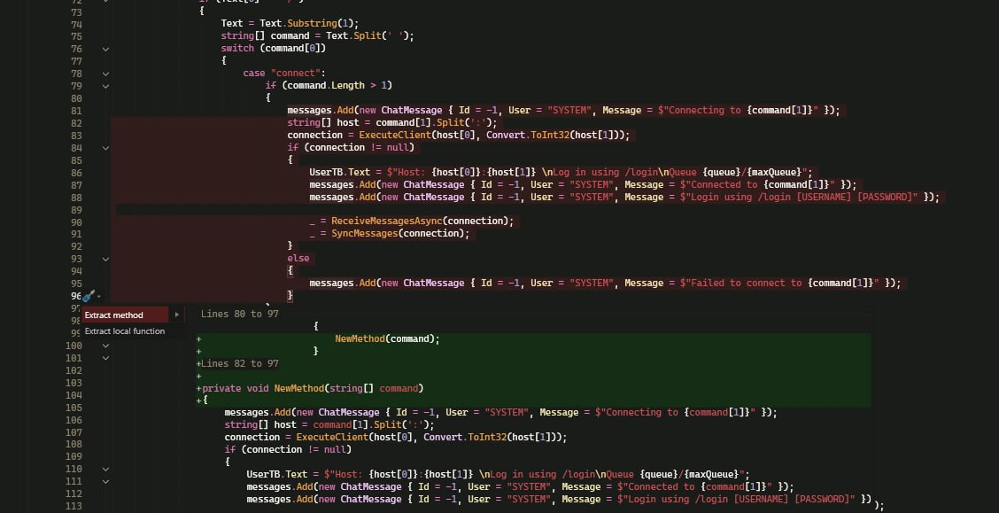 72 if (Text[0] == '/')
73 {
74 Text = Text.Substring(1);
75 string[] command = Text.Split(' ');
76 switch (command[0])
77 {
78 case "connect":
79 if (command.Length > 1)
80 {
81 messages.Add(new ChatMessage { Id = -1, User = "SYSTEM", Message = $"Connecting to {command[1]}" });
82 string[] host = command[1].Split(':');
83 connection = ExecuteClient(host[0], Convert.ToInt32(host[1]));
84 if (connection != null)
85 {
86 UserTB.Text = $"Host: {host[0]}:{host[1]} \nLog in using /login\nQueue {queue}/{maxQueue}";
87 messages.Add(new ChatMessage { Id = -1, User = "SYSTEM", Message = $"Connected to {command[1]}" });
88 messages.Add(new ChatMessage { Id = -1, User = "SYSTEM", Message = $"Login using /login [USERNAME] [PASSWORD]" });
89
90 _ = ReceiveMessagesAsync(connection);
91 _ = SyncMessages(connection);
92 }
93 else
94 {
95 messages.Add(new ChatMessage { Id = -1, User = "SYSTEM", Message = $"Failed to connect to {command[1]}" });
96 }
97
98 Extract method Lines 80 to 97
99 Extract local function {
100 + NewMethod(command);
101 + }
102 +Lines 82 to 97
103 +
104 +private void NewMethod(string[] command)
+{
105 messages.Add(new ChatMessage { Id = -1, User = "SYSTEM", Message = $"Connecting to {command[1]}" });
106 string[] host = command[1].Split(':');
107 connection = ExecuteClient(host[0], Convert.ToInt32(host[1]));
108 if (connection != null)
109 {
110 UserTB.Text = $"Host: {host[0]}:{host[1]} \nLog in using /login\nQueue {queue}/{maxQueue}";
111 messages.Add(new ChatMessage { Id = -1, User = "SYSTEM", Message = $"Connected to {command[1]}" });
112 messages.Add(new ChatMessage { Id = -1, User = "SYSTEM", Message = $"Login using /login [USERNAME] [PASSWORD]" })
113 );